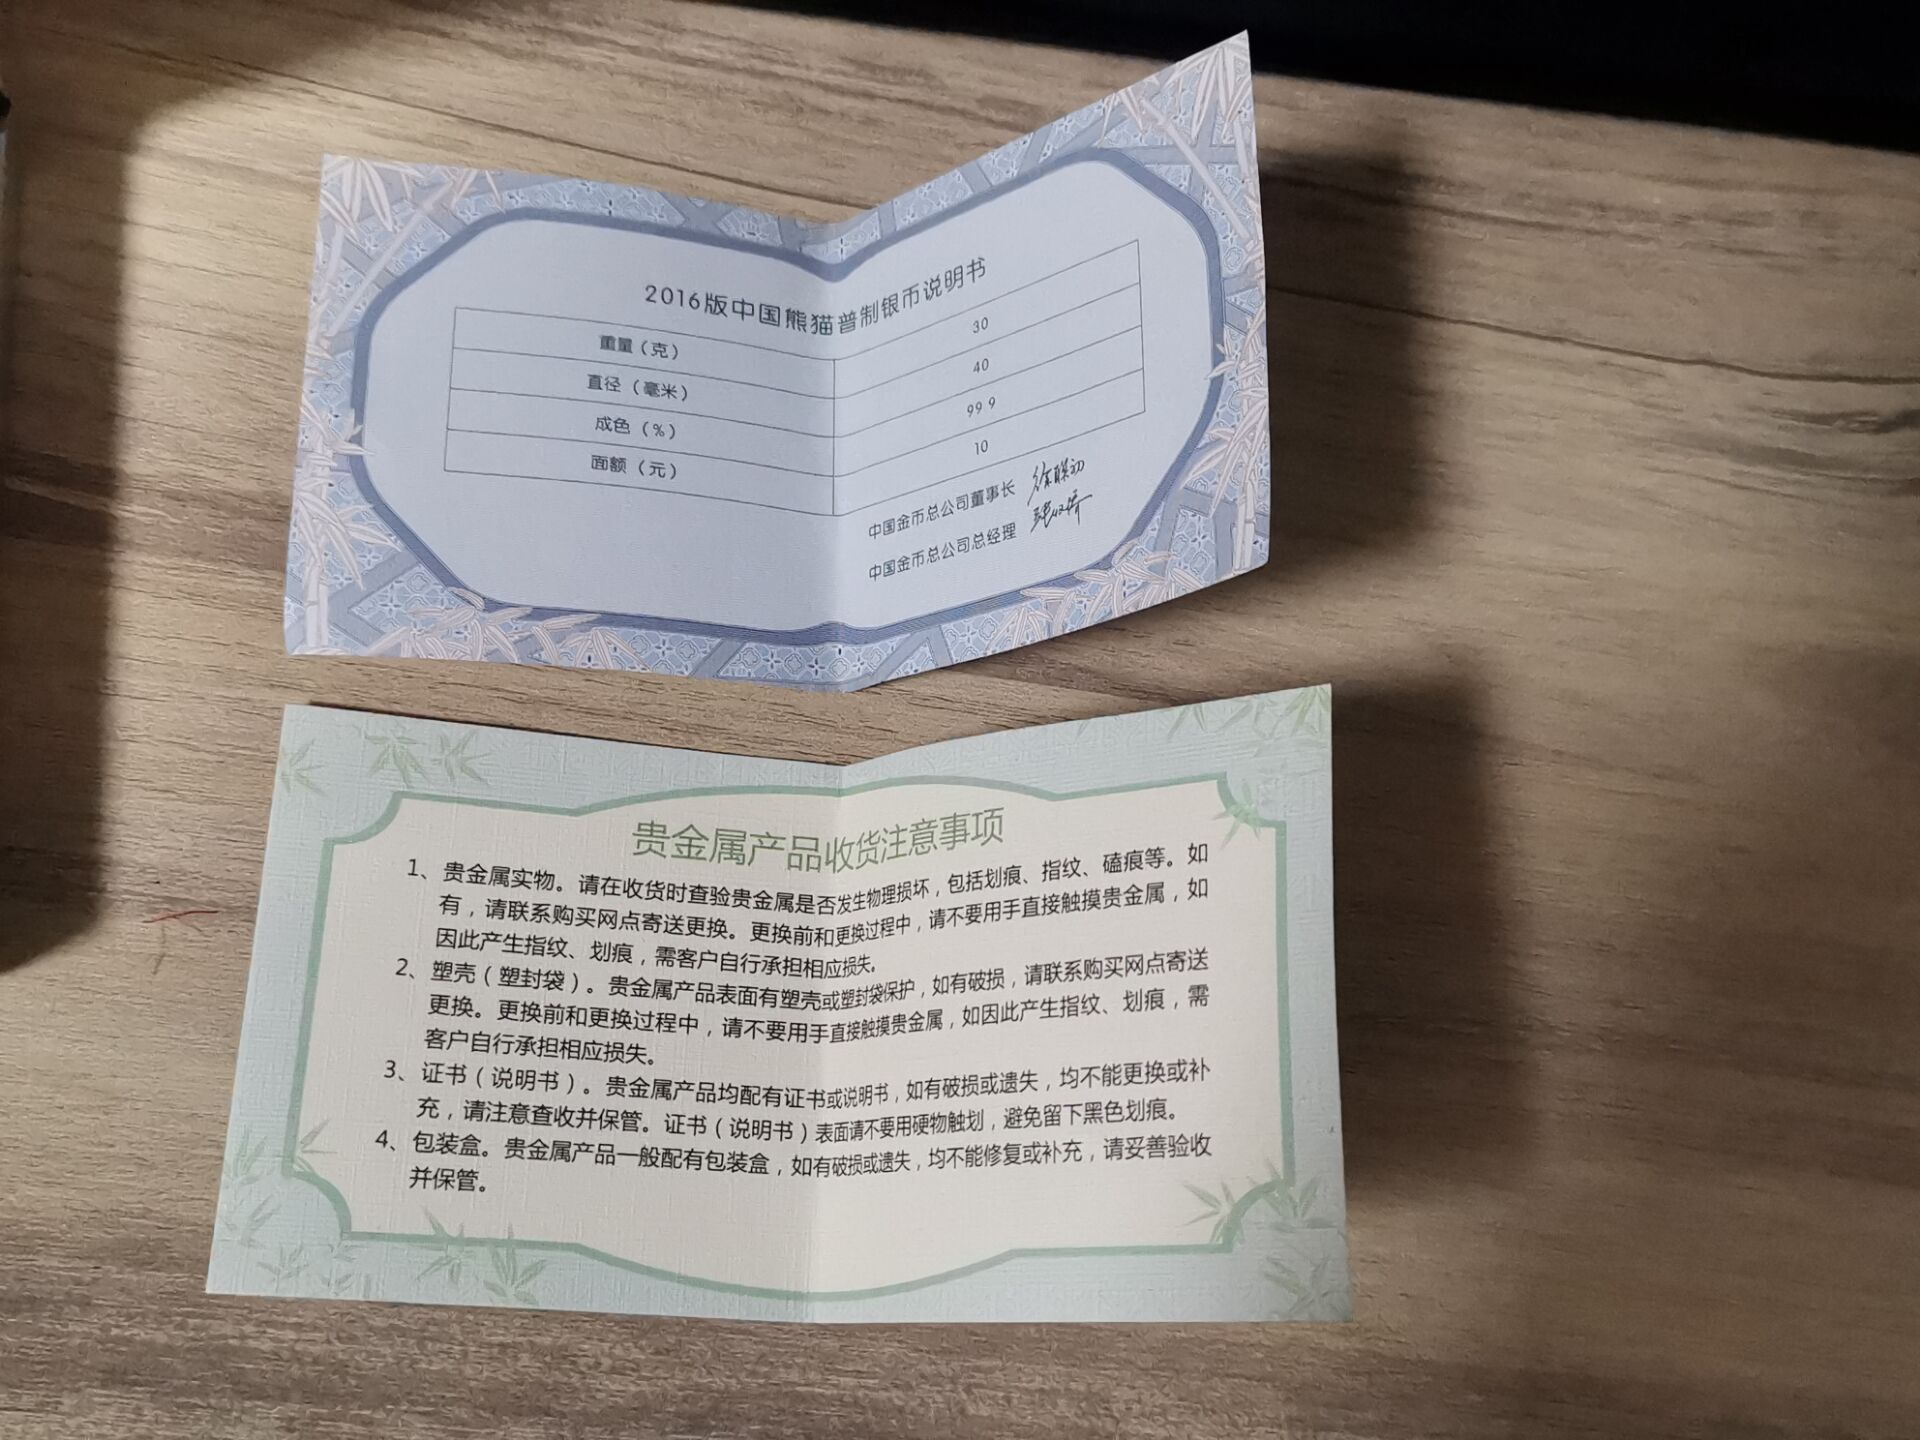 2016版中国熊猫普制银币说明书
重量（克） 30
直径（毫米） 40
成色（%） 99.9
面额（元） 10
中国金币总公司董事长
中国金币总公司总经理
贵金属产品收货注意事项
1、贵金属实物。请在收货时查验贵金属是否发生物理损坏，包括划痕、指纹、磕痕等。如
有，请联系购买网点寄送更换。更换前和更换过程中，请不要用手直接触摸贵金属，如
因此产生指纹、划痕，需客户自行承担相应损失。
2、塑壳（塑封袋）。贵金属产品表面有塑壳或塑封袋保护，如有破损，请联系购买网点寄送
更换。更换前和更换过程中，请不要用手直接触摸贵金属，如因此产生指纹、划痕，需
客户自行承担相应损失。
3、证书（说明书）。贵金属产品均配有证书或说明书，如有破损或遗失，均不能更换或补
充，请注意查收并保管。证书（说明书）表面请不要用硬物触划，避免留下黑色划痕。
4、包装盒。贵金属产品一般配有包装盒，如有破损或遗失，均不能修复或补充，请妥善验收
并保管。